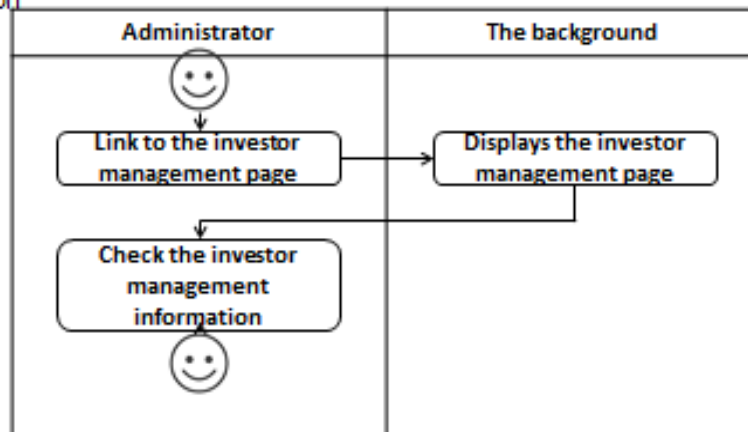 Administrator
The background
Link to the investor
management page
Displays the investor
management page
Check the investor
management
information